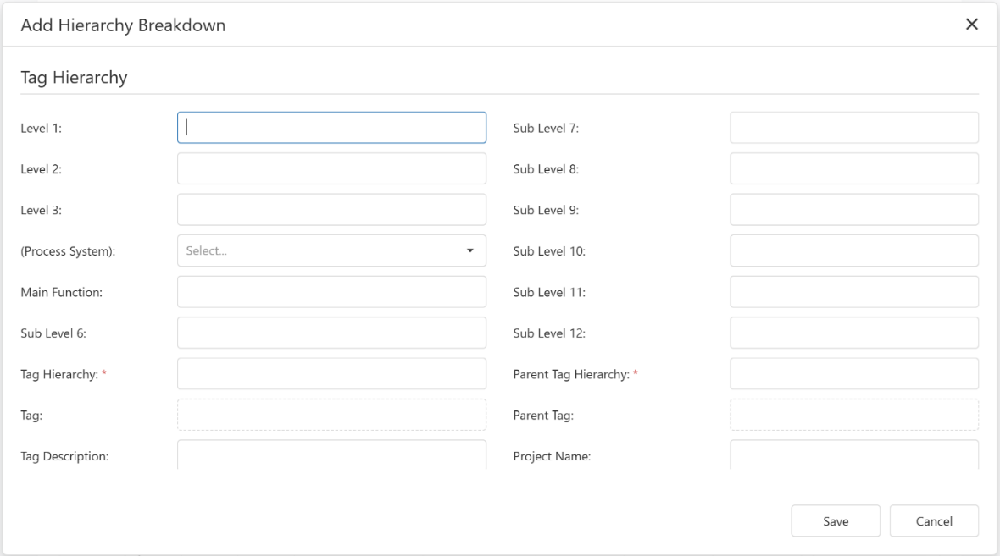 Add Hierarchy Breakdown
Tag Hierarchy
Level 1:
Sub Level 7:
Level 2:
Sub Level 8:
Level 3:
Sub Level 9:
(Process System):
Select...
Sub Level 10:
Main Function:
Sub Level 11:
Sub Level 6:
Sub Level 12:
Tag Hierarchy: *
Parent Tag Hierarchy: *
Tag:
Parent Tag:
Tag Description:
Project Name:
Save
Cancel